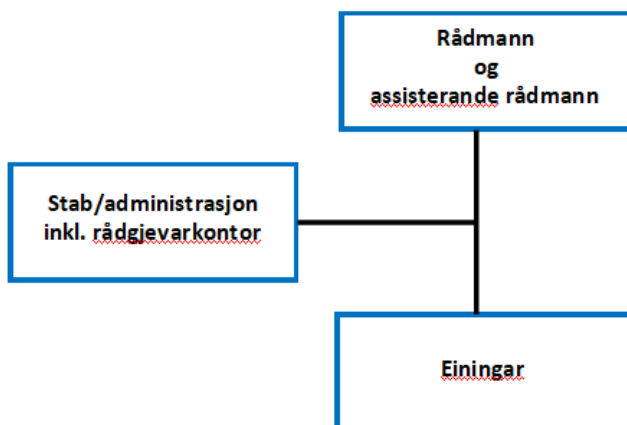 Rådmann
og
assisterande rådmann
Stab/administrasjon
inkl. rådgjevarkontor
Einingar